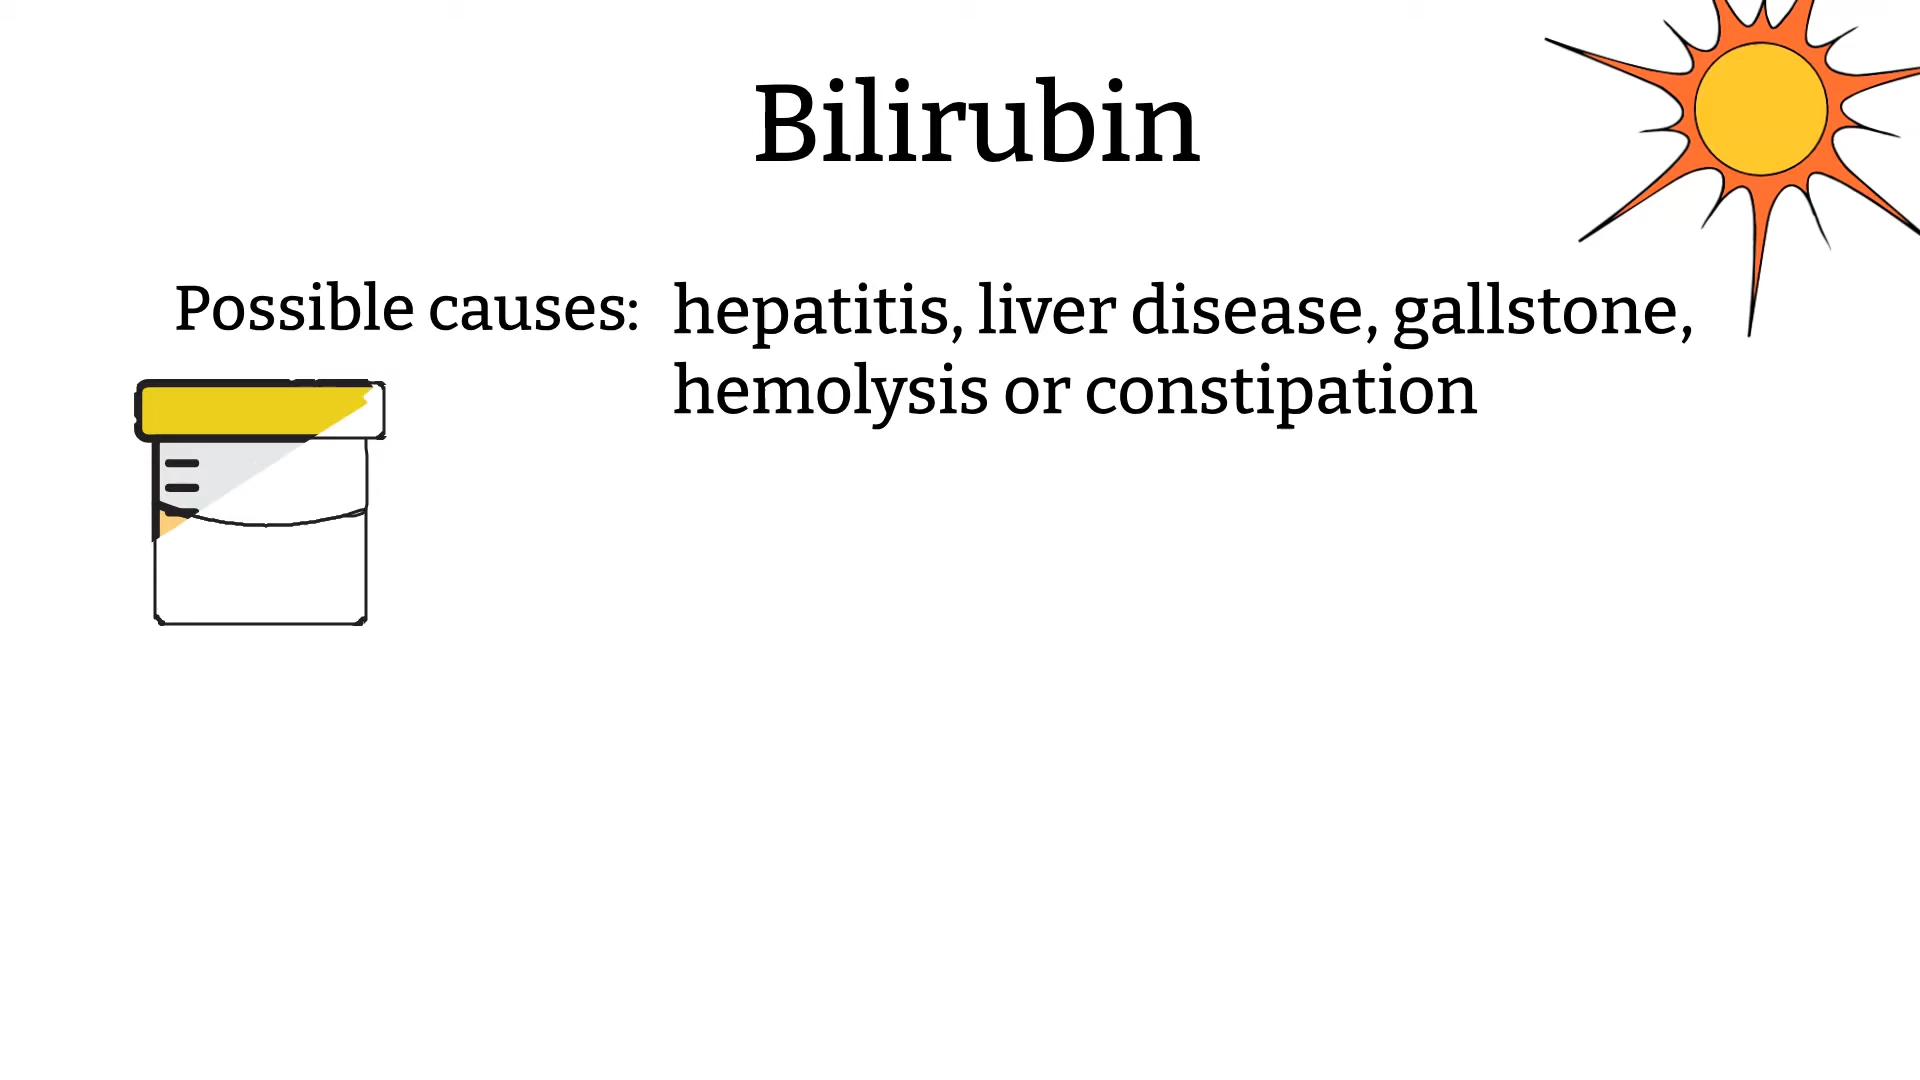 Bilirubin
Possible causes: hepatitis, liver disease, gallstone,
hemolysis or constipation